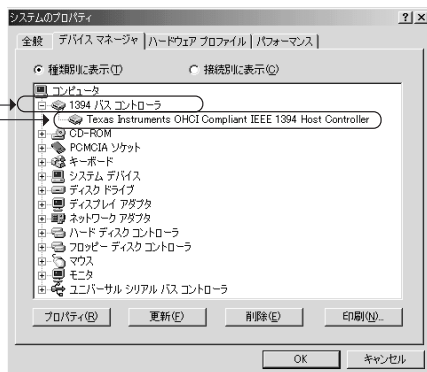 システムのプロパティ
全般 デバイス マネージャ ハードウェア プロファイル パフォーマンス
種類別に表示(T) 接続別に表示(C)
コンピュータ
1394 バス コントローラ
Texas Instruments OHCI Compliant IEEE 1394 Host Controller
CD-ROM
PCMCIA ソケット
キーボード
システム デバイス
ディスク ドライブ
ディスプレイ アダプタ
ネットワーク アダプタ
ハード ディスク コントローラ
フロッピー ディスク コントローラ
マウス
モニタ
ユニバーサル シリアル バス コントローラ
プロパティ(R) 更新(F) 削除(E) 印刷(N)...
OK キャンセル